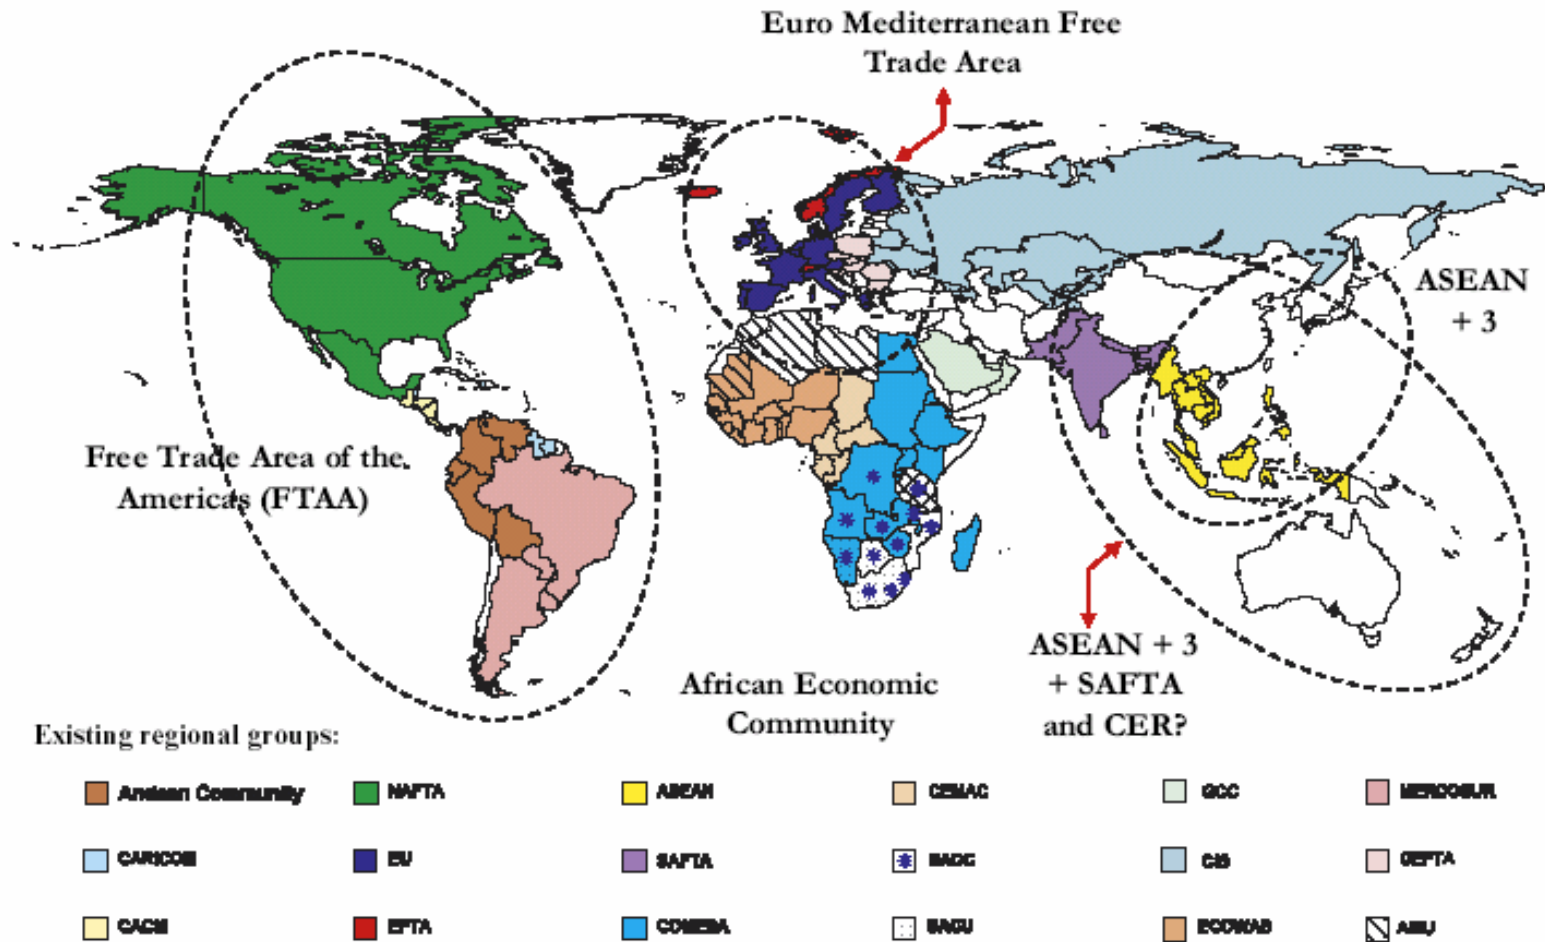 Euro Mediterranean Free
Trade Area
ASEAN
+ 3
Free Trade Area of the
Americas (FTAA)
ASEAN + 3
+ SAFTA
and CER?
African Economic
Community
Existing regional groups:
Andean Community
NAFTA
ASEAN
CEMAC
GCC
MERCOSUR
CARICOM
EU
SAFTA
SADC
CIS
CEFTA
CACM
EFTA
COMESA
SACU
ECOWAS
AMU